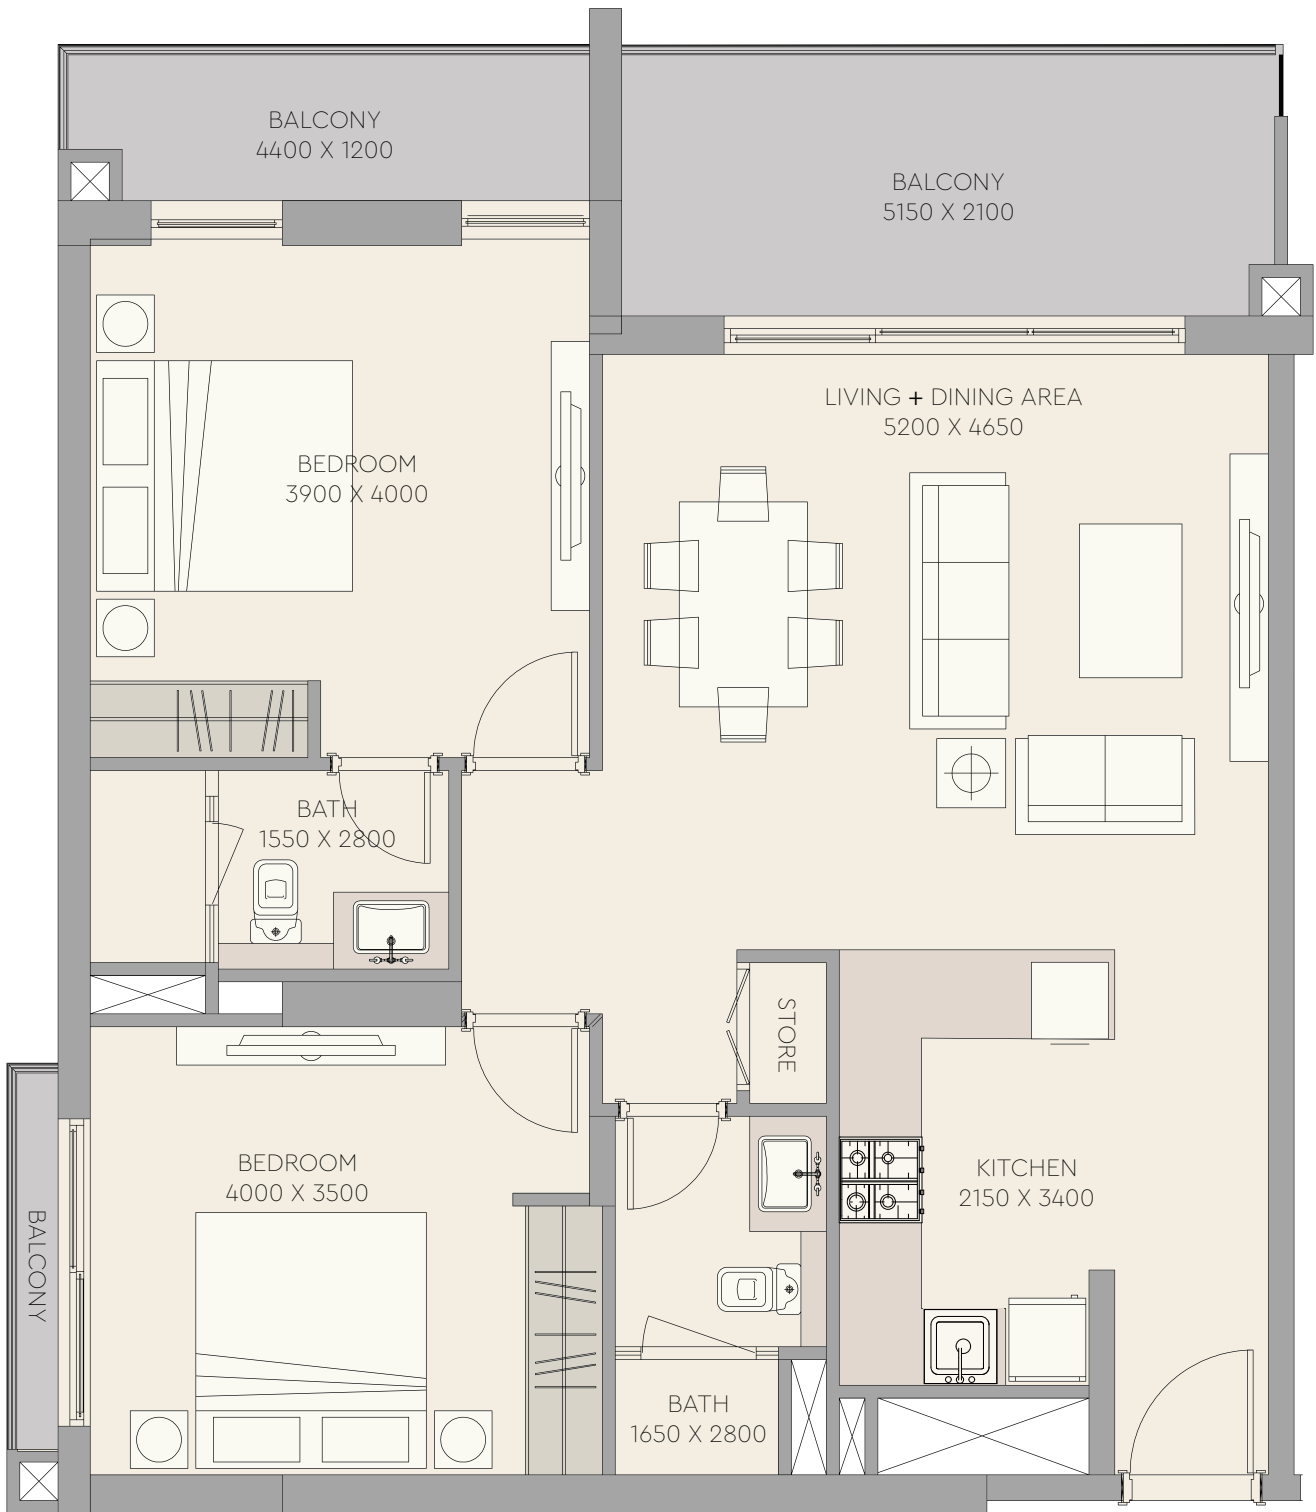 BALCONY
4400 X 1200
BALCONY
5150 X 2100
LIVING + DINING AREA
5200 X 4650
BEDROOM
3900 X 4000
BATH
1550 X 2800
STORE
BEDROOM
4000 X 3500
KITCHEN
2150 X 3400
BALCONY
BATH
1650 X 2800